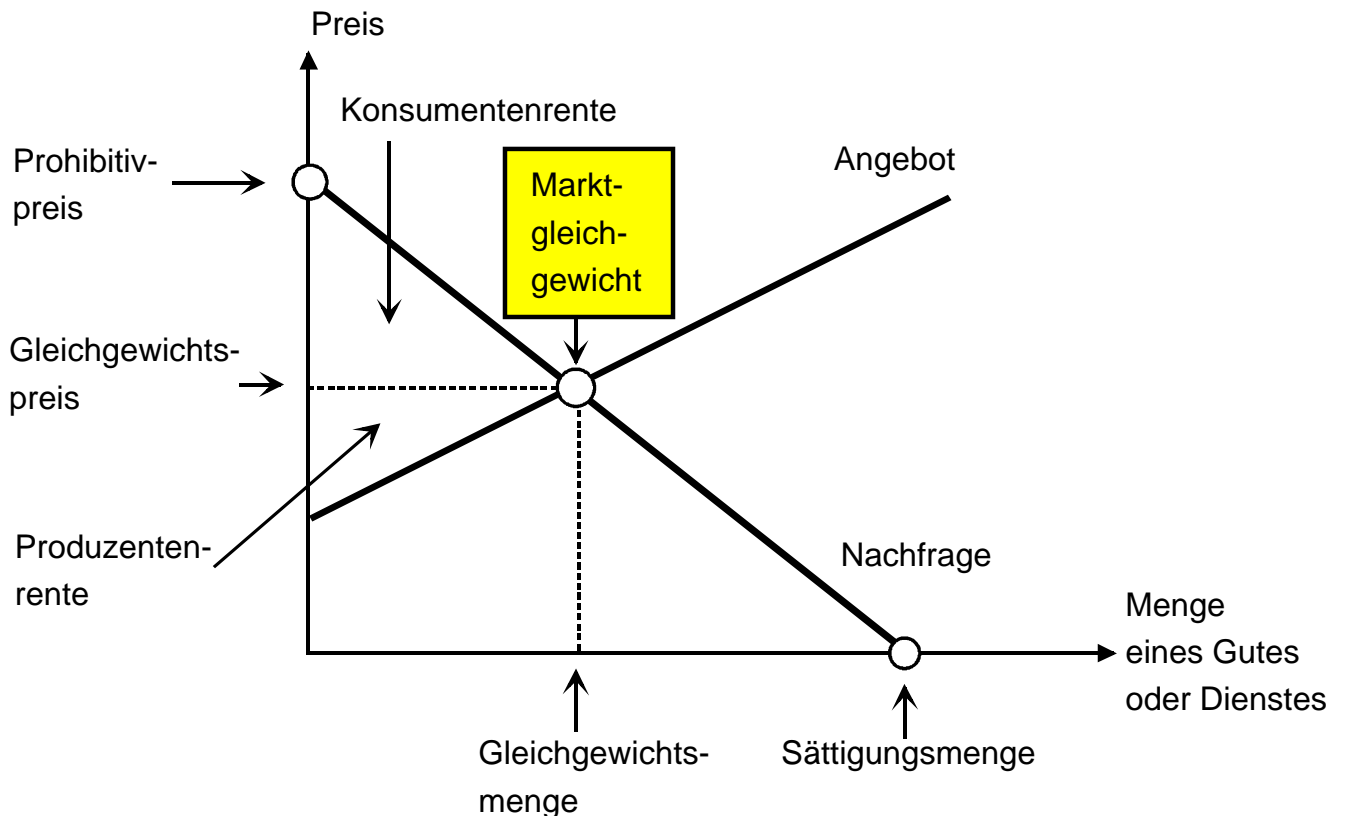 Preis
Konsumentenrente
Prohibitiv-
preis
Markt-
gleich-
gewicht
Angebot
Gleichgewichts-
preis
Produzenten-
rente
Nachfrage
Menge
eines Gutes
oder Dienstes
Gleichgewichts-
menge
Sättigungsmenge